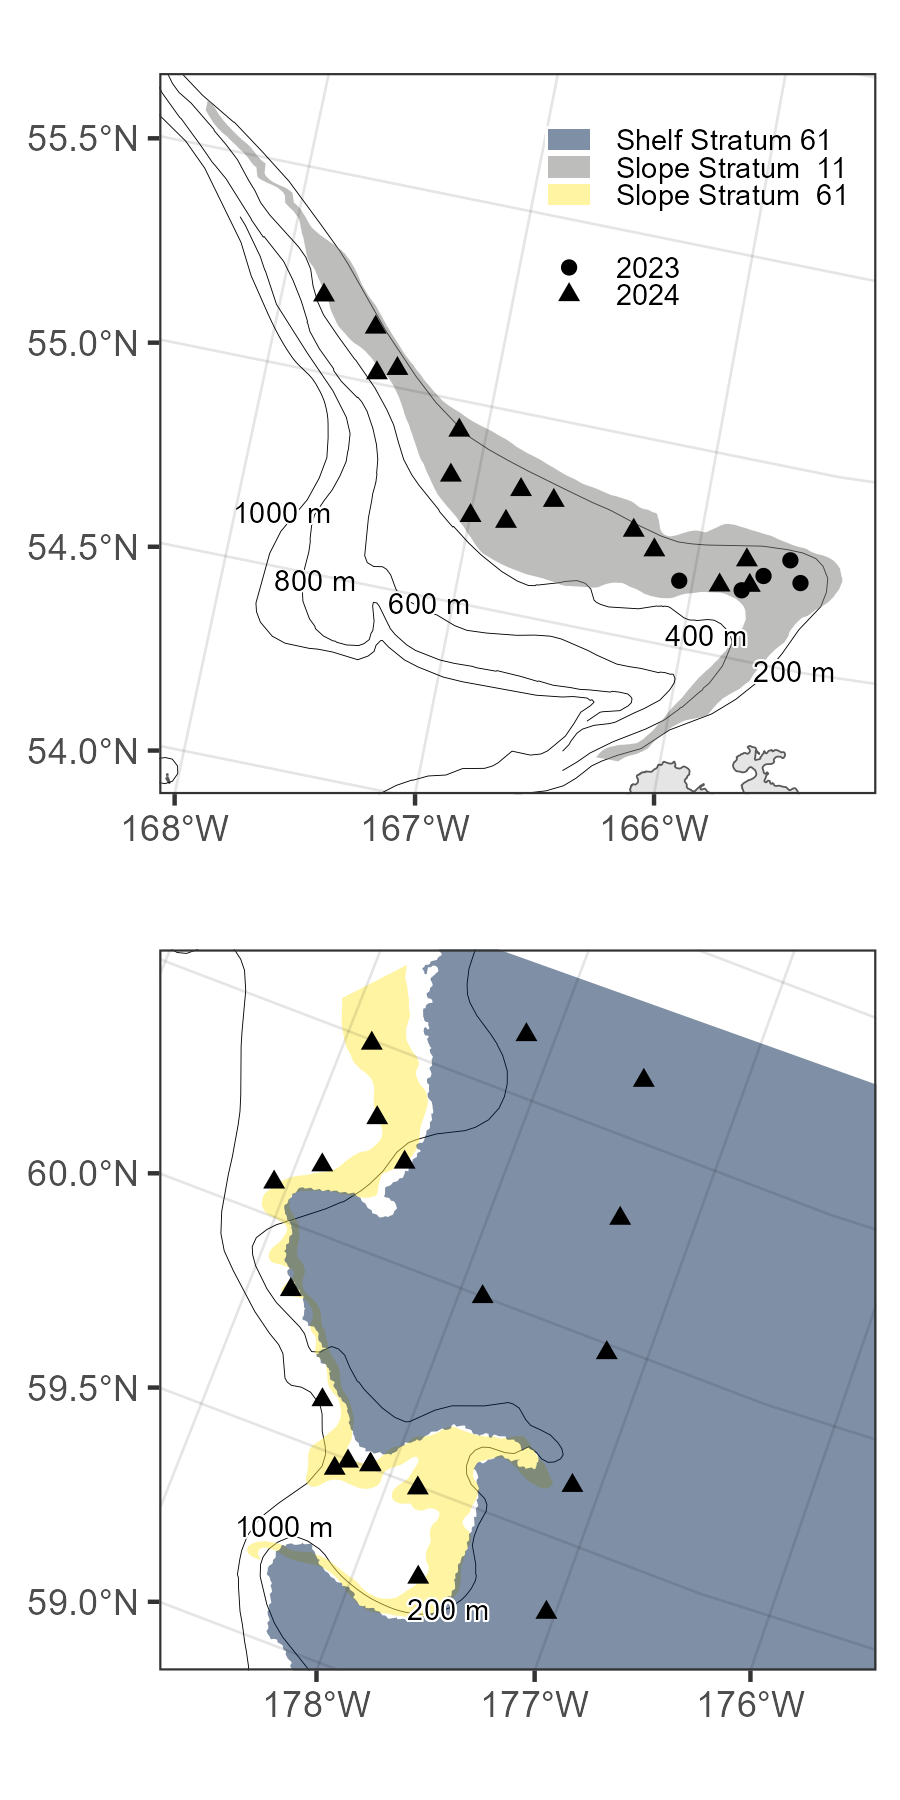 55.5°N
Shelf Stratum 61
Slope Stratum  11
Slope Stratum  61
2023
2024
55.0°N
1000 m
54.5°N
800 m
600 m
400 m
200 m
54.0°N
168°W
167°W
166°W
60.0°N
59.5°N
1000 m
59.0°N
200 m
178°W
177°W
176°W